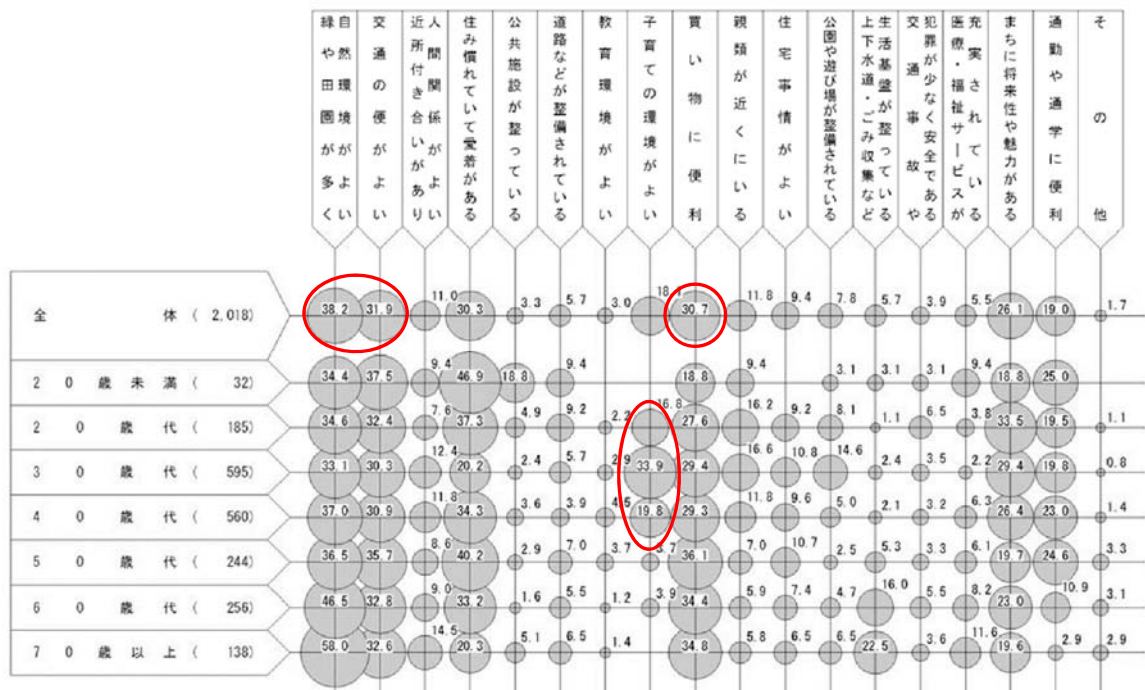 緑や田園が多く
自然環境がよい
交通の便がよい
近所付き合いがあり
人間関係がよい
住み慣れていて愛着がある
公共施設が整っている
道路などが整備されている
教育環境がよい
子育ての環境がよい
買い物に便利
親類が近くにいる
住宅事情がよい
公園や遊び場が整備されている
上下水道・ごみ収集など
生活基盤が整っている
交通事故や
犯罪が少なく安全である
医療・福祉サービスが
充実されている
まちに将来性や魅力がある
通勤や通学に便利
その他
全体 (2,018) 38.2 31.9 11.0 30.3 3.3 5.7 3.0 18.1 30.7 11.8 9.4 7.8 5.7 3.9 5.5 26.1 19.0 1.7
20歳未満 (32) 34.4 37.5 9.4 46.9 18.8 9.4 18.8 9.4 3.1 3.1 3.1 9.4 18.8 25.0
20歳代 (185) 34.6 32.4 7.6 37.3 4.9 9.2 2.2 16.8 27.6 16.2 9.2 8.1 1.1 6.5 3.8 33.5 19.5 1.1
30歳代 (595) 33.1 30.3 12.4 20.2 2.4 5.7 2.9 33.9 29.4 16.6 10.8 14.6 2.4 3.5 2.2 29.4 19.8 0.8
40歳代 (560) 37.0 30.9 11.8 34.3 3.6 3.9 4.5 19.8 29.3 11.8 9.6 5.0 2.1 3.2 6.3 26.4 23.0 1.4
50歳代 (244) 36.5 35.7 8.6 40.2 2.9 7.0 3.7 3.7 36.1 7.0 10.7 2.5 5.3 3.3 6.1 19.7 24.6 3.3
60歳代 (256) 46.5 32.8 9.0 33.2 1.6 5.5 1.2 3.9 34.4 5.9 7.4 4.7 16.0 5.5 8.2 23.0 10.9 3.1
70歳以上 (138) 58.0 32.6 14.5 20.3 5.1 6.5 1.4 34.8 5.8 6.5 6.5 22.5 3.6 11.6 19.6 2.9 2.9